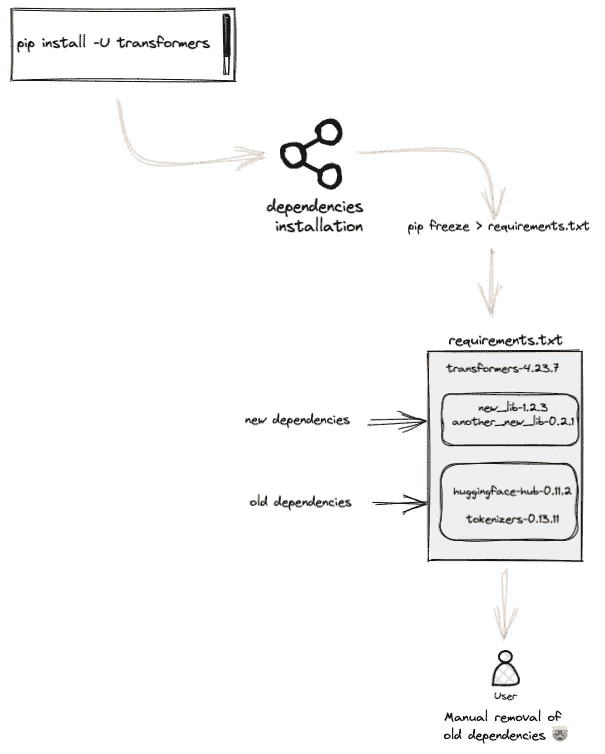 pip install -U transformers
dependencies
installation
pip freeze > requirements.txt
requirements.txt
transformers-4.23.7
new_lib-1.2.3
another_new_lib-0.2.1
new dependencies
huggingface-hub-0.11.2
old dependencies
tokenizers-0.13.11
User
Manual removal of
old dependencies